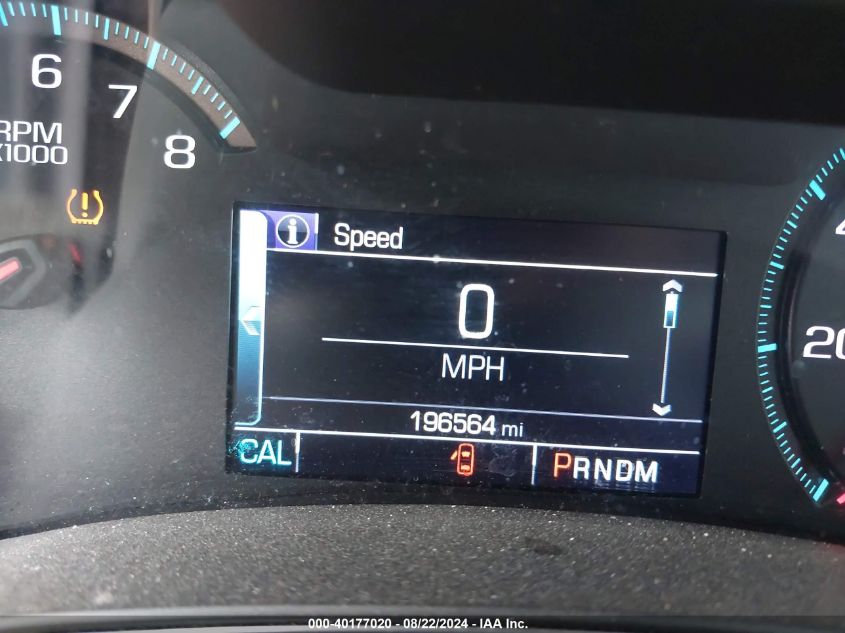 6
7
8
RPM
X1000
!
i Speed
0
MPH
196564 mi
CAL
PRNDM
20
000-40177020 - 08/22/2024 - IAA Inc.